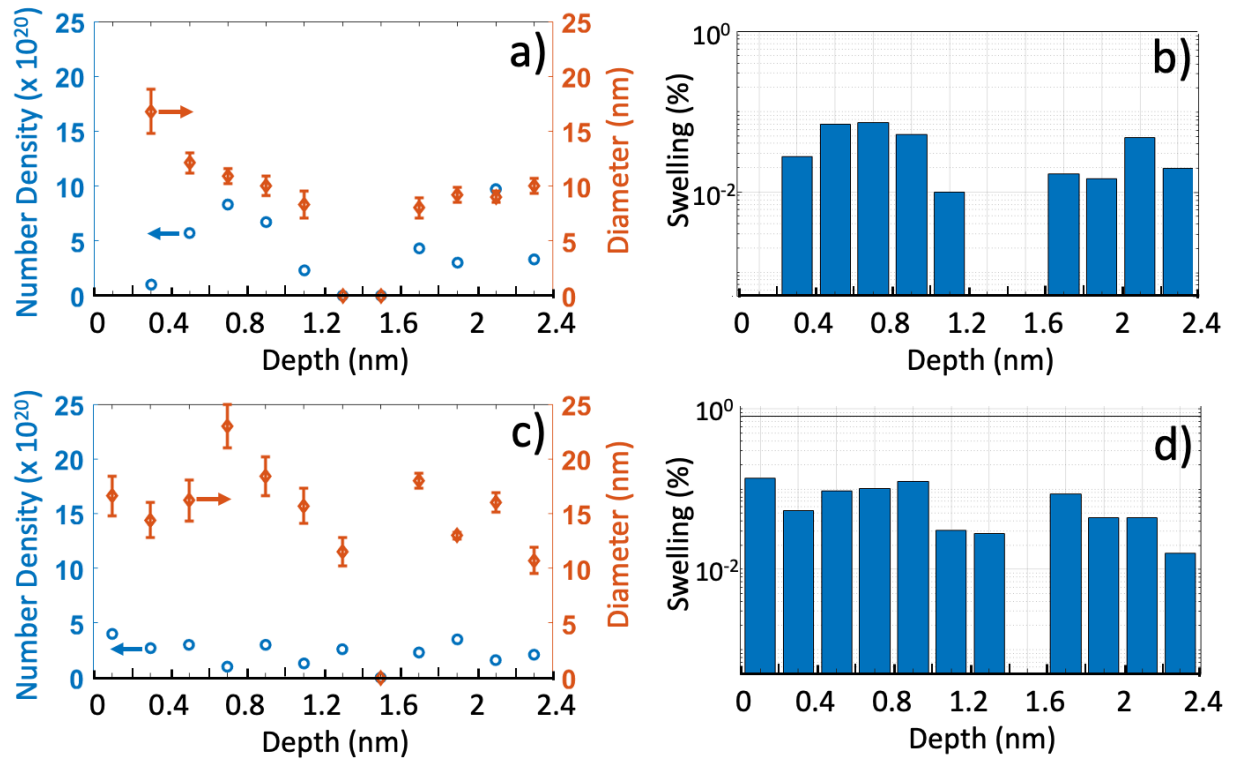 a)
Number Density (x 10²⁰)
25
20
15
10
5
0
Diameter (nm)
25
20
15
10
5
0
0 0.4 0.8 1.2 1.6 2 2.4
Depth (nm)
b)
Swelling (%)
10⁰
10⁻²
0 0.4 0.8 1.2 1.6 2 2.4
Depth (nm)
c)
Number Density (x 10²⁰)
25
20
15
10
5
0
Diameter (nm)
25
20
15
10
5
0
0 0.4 0.8 1.2 1.6 2 2.4
Depth (nm)
d)
Swelling (%)
10⁰
10⁻²
0 0.4 0.8 1.2 1.6 2 2.4
Depth (nm)